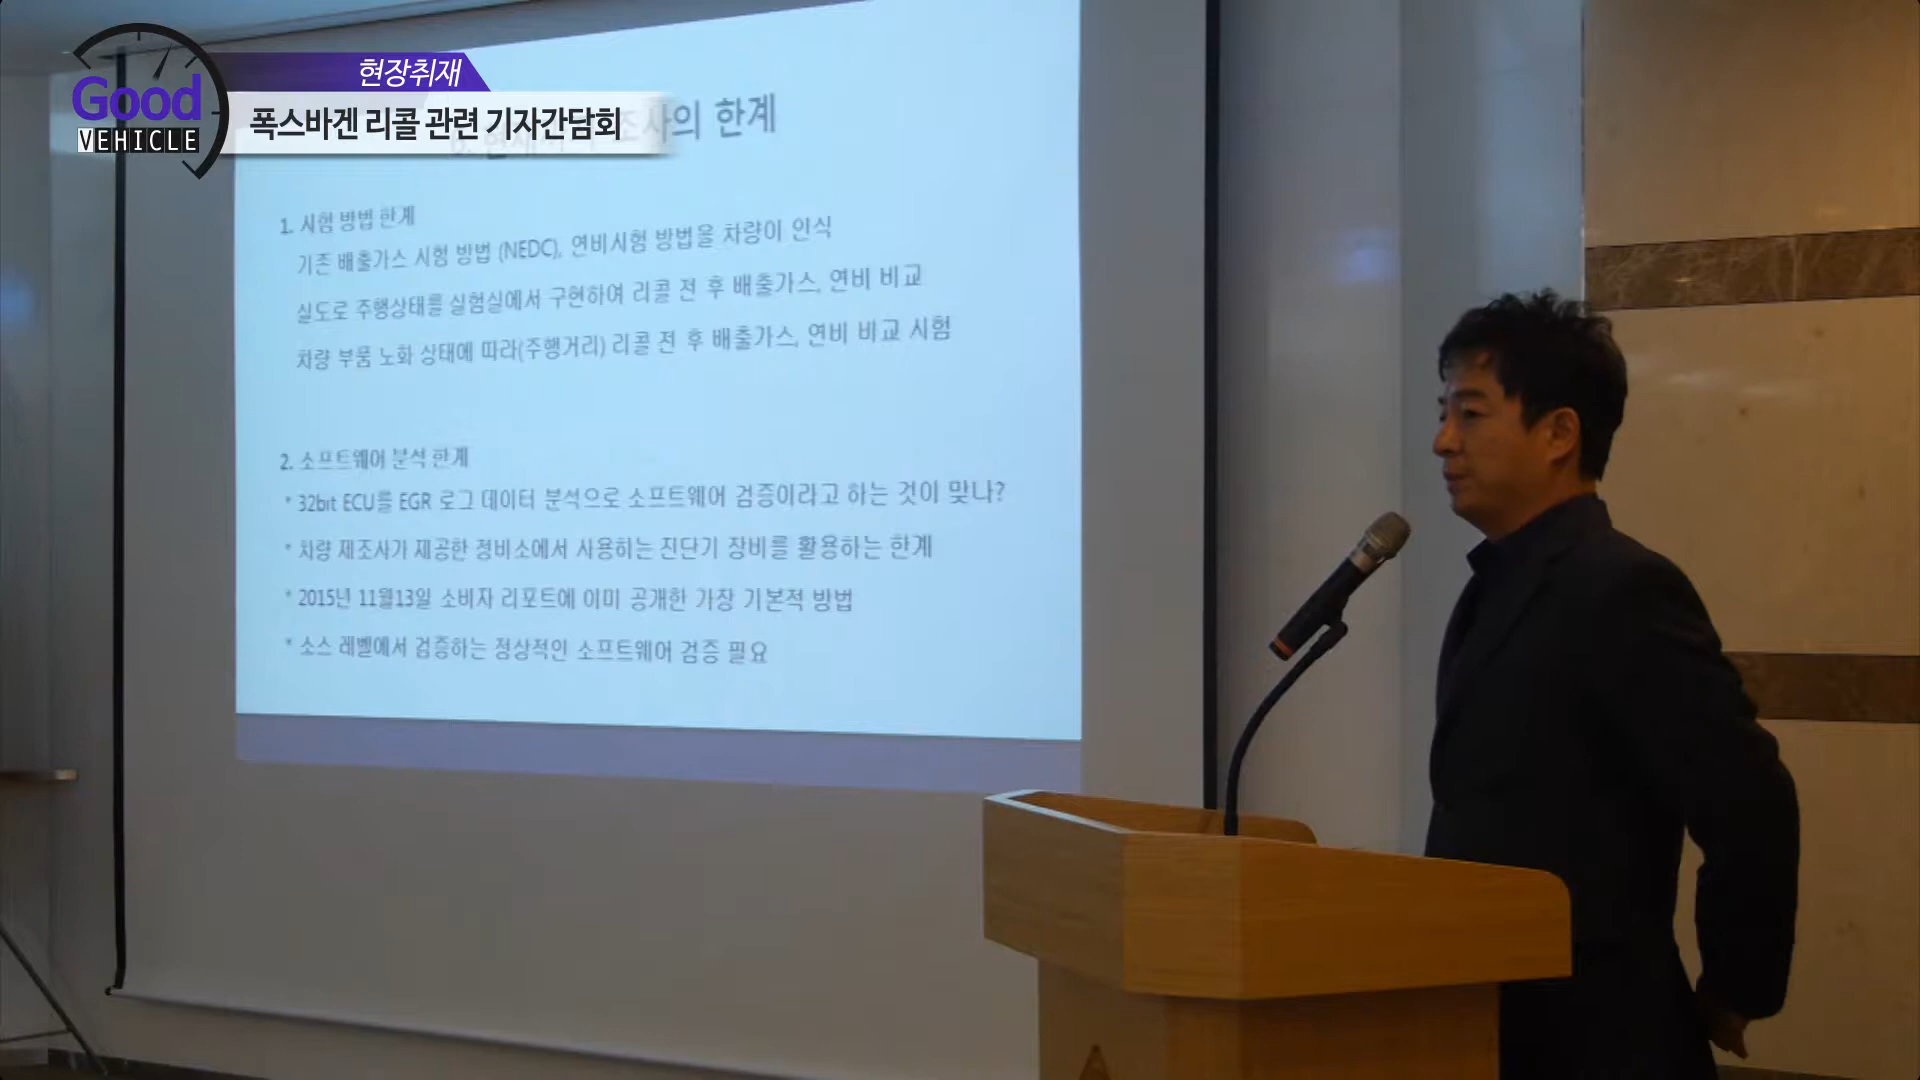 현장취재
Good
VEHICLE
폭스바겐 리콜 관련 기자간담회
조사의 한계
1. 시험 방법 한계
기존 배출가스 시험 방법 (NEDC), 연비시험 방법을 차량이 인식
실도로 주행상태를 실험실에서 구현하여 리콜 전 후 배출가스, 연비 비교
차량 부품 노화 상태에 따라(주행거리) 리콜 전 후 배출가스, 연비 비교 시험
2. 소프트웨어 분석 한계
* 32bit ECU를 EGR 로그 데이터 분석으로 소프트웨어 검증이라고 하는 것이 맞나?
* 차량 제조사가 제공한 정비소에서 사용하는 진단기 장비를 활용하는 한계
* 2015년 11월13일 소비자 리포트에 이미 공개한 가장 기본적 방법
* 소스 레벨에서 검증하는 정상적인 소프트웨어 검증 필요